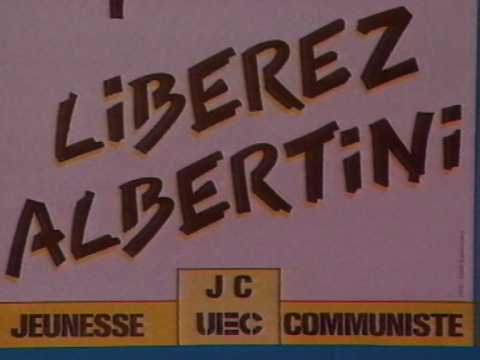 LiBEREZ
ALBERTiNi
J C
JEUNESSE UEC COMMUNISTE